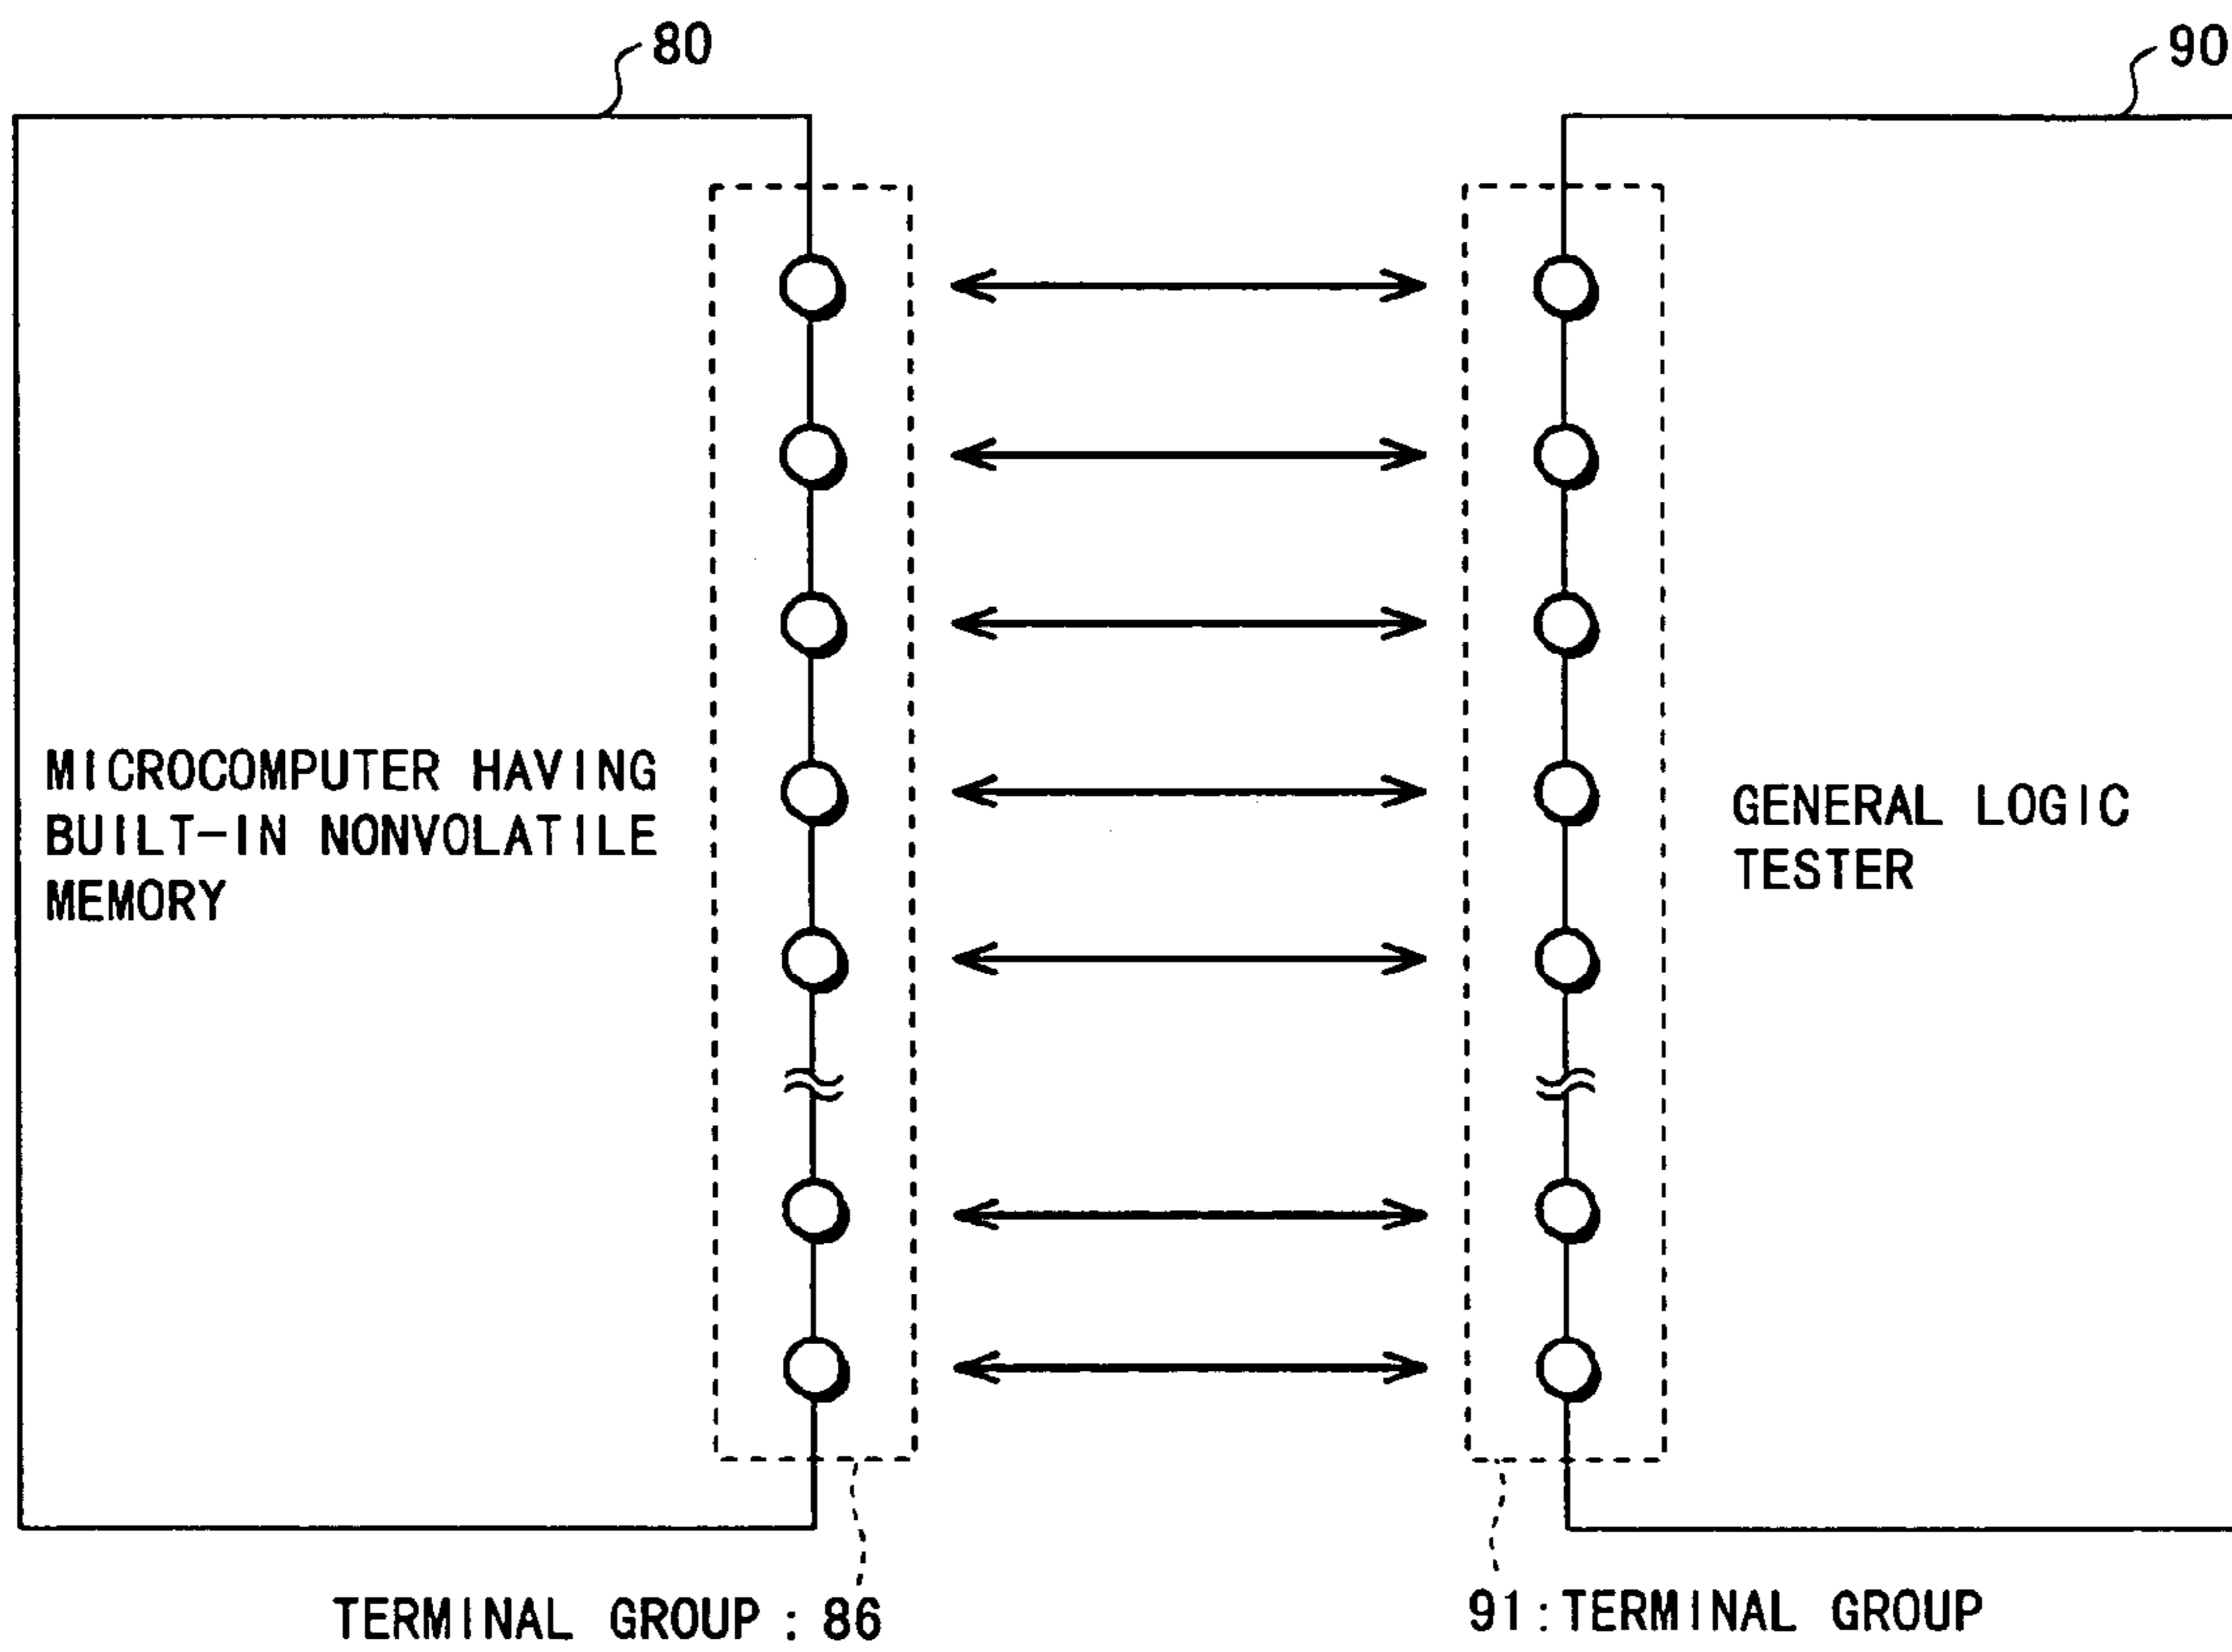 80
90
MICROCOMPUTER HAVING
BUILT-IN NONVOLATILE
MEMORY
GENERAL LOGIC
TESTER
TERMINAL GROUP : 86
91 : TERMINAL GROUP